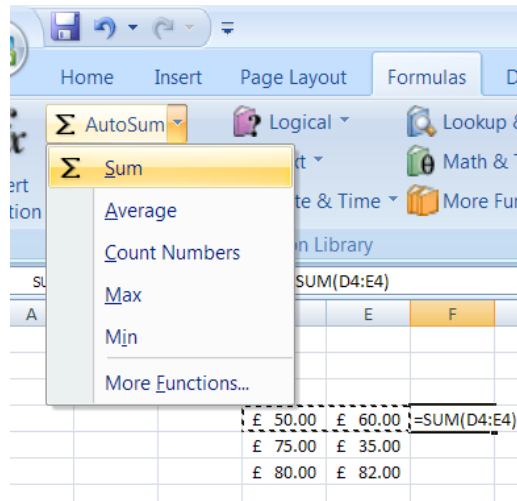 Home Insert Page Layout Formulas D
Σ AutoSum Logical Lookup &
Σ Sum Math & T
Average te & Time More Fun
Count Numbers Library
SUM(D4:E4)
Max
A E F
Min
More Functions...
£ 50.00 £ 60.00 =SUM(D4:E4)
£ 75.00 £ 35.00
£ 80.00 £ 82.00